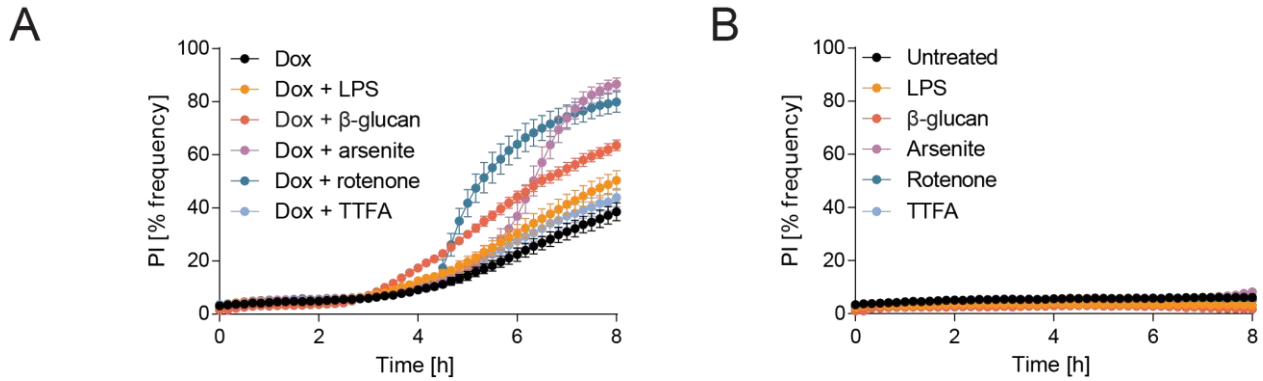 A
PI [% frequency]
100
80
60
40
20
0
Dox
Dox + LPS
Dox + β-glucan
Dox + arsenite
Dox + rotenone
Dox + TTFA
0 2 4 6 8
Time [h]
B
PI [% frequency]
100
80
60
40
20
0
Untreated
LPS
β-glucan
Arsenite
Rotenone
TTFA
0 2 4 6 8
Time [h]